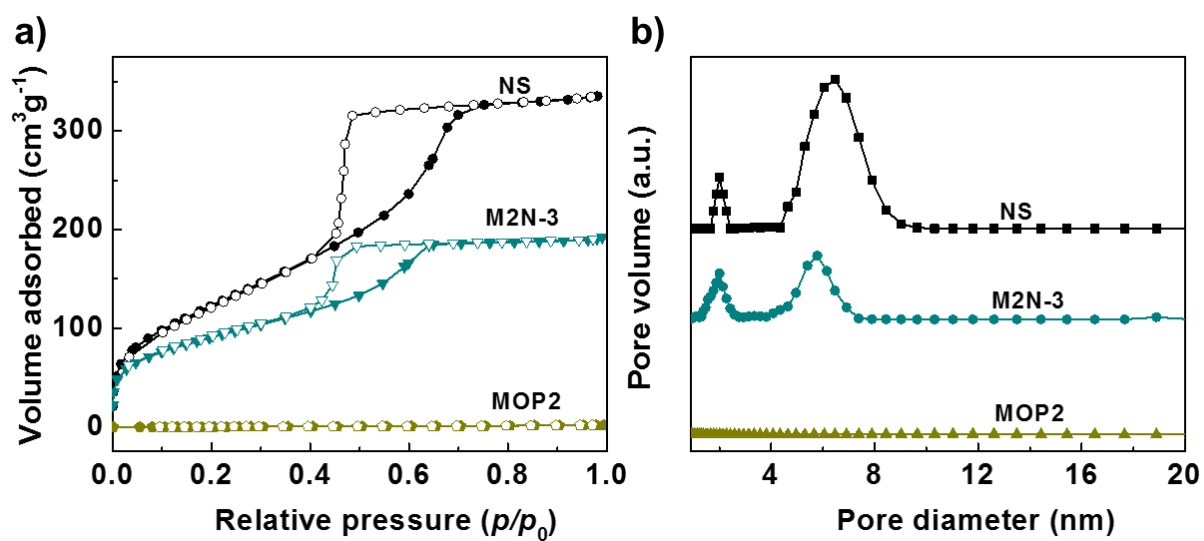 a)
Volume adsorbed (cm³g⁻¹)
300
200
100
0
NS
M2N-3
MOP2
0.0 0.2 0.4 0.6 0.8 1.0
Relative pressure (p/p₀)
b)
Pore volume (a.u.)
NS
M2N-3
MOP2
4 8 12 16 20
Pore diameter (nm)